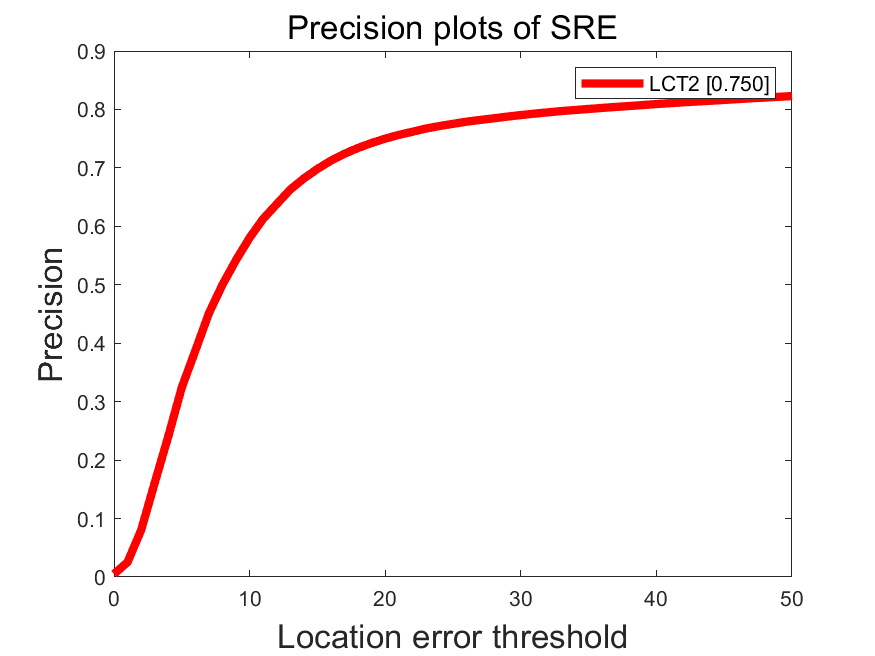 Precision plots of SRE
LCT2 [0.750]
0.9
0.8
0.7
0.6
0.5
0.4
0.3
0.2
0.1
0
Precision
0 10 20 30 40 50
Location error threshold